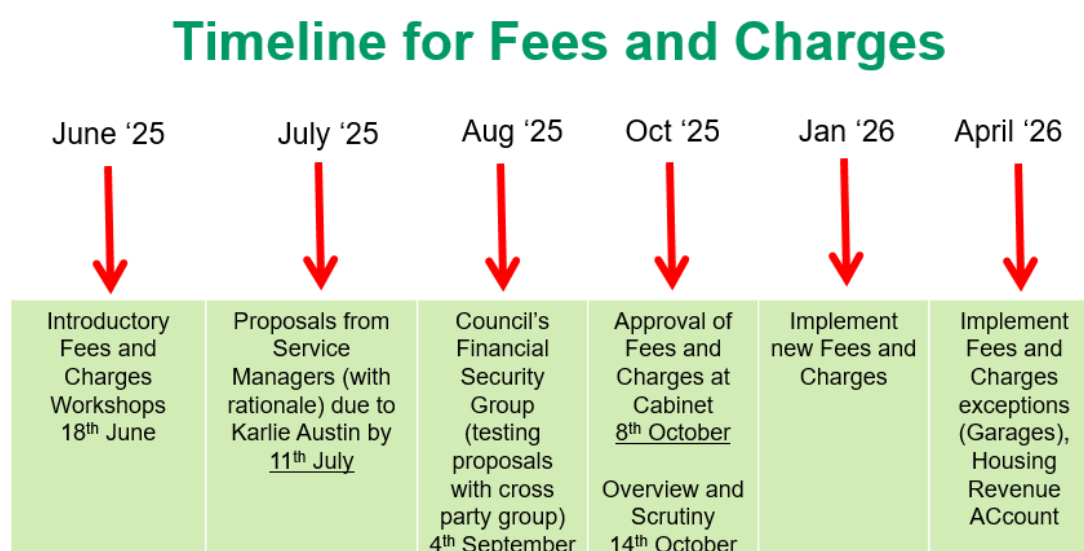 Timeline for Fees and Charges
June ‘25
July ‘25
Aug ‘25
Oct ‘25
Jan ‘26
April ‘26
Introductory
Fees and
Charges
Workshops
18th June
Proposals from
Service
Managers (with
rationale) due to
Karlie Austin by
11th July
Council’s
Financial
Security
Group
(testing
proposals
with cross
party group)
4th September
Approval of
Fees and
Charges at
Cabinet
8th October
Overview and
Scrutiny
14th October
Implement
new Fees and
Charges
Implement
Fees and
Charges
exceptions
(Garages),
Housing
Revenue
ACcount